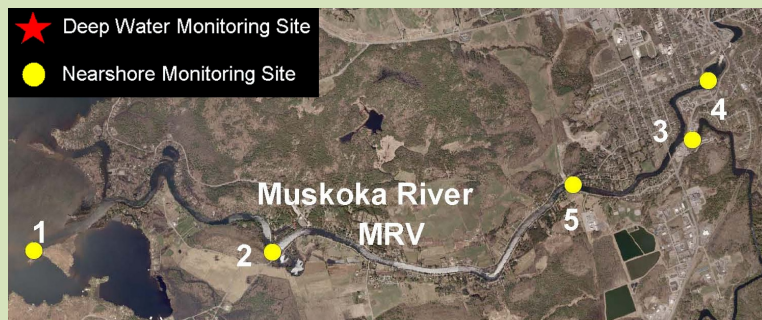 Deep Water Monitoring Site
Nearshore Monitoring Site
Muskoka River
MRV
1
2
3
4
5